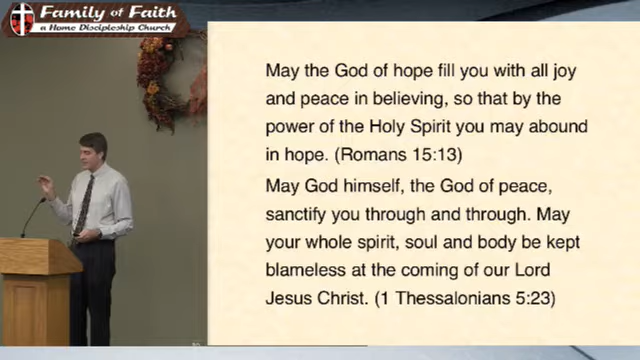 Family of Faith
a Home Discipleship Church
May the God of hope fill you with all joy
and peace in believing, so that by the
power of the Holy Spirit you may abound
in hope. (Romans 15:13)
May God himself, the God of peace,
sanctify you through and through. May
your whole spirit, soul and body be kept
blameless at the coming of our Lord
Jesus Christ. (1 Thessalonians 5:23)